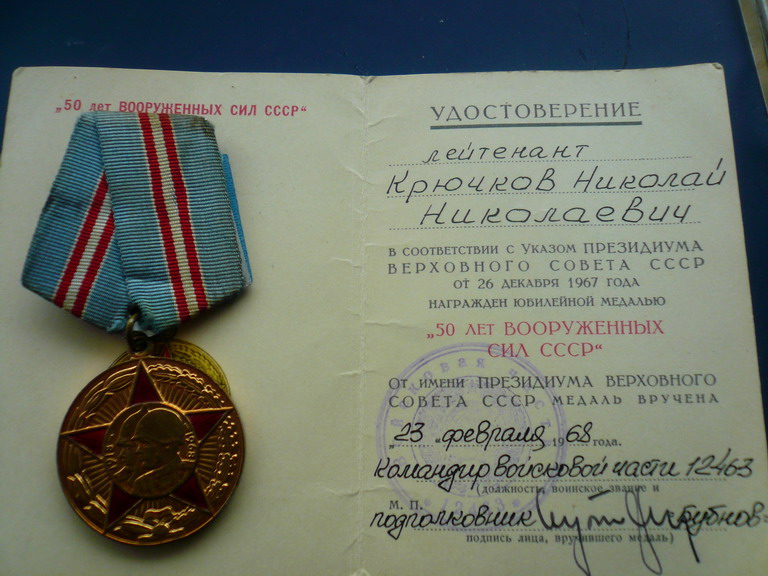 „50 лет ВООРУЖЕННЫХ СИЛ СССР“
УДОСТОВЕРЕНИЕ
лейтенант
Крючков Николай
Николаевич
В СООТВЕТСТВИИ С УКАЗОМ ПРЕЗИДИУМА
ВЕРХОВНОГО СОВЕТА СССР
ОТ 26 ДЕКАБРЯ 1967 ГОДА
НАГРАЖДЕН ЮБИЛЕЙНОЙ МЕДАЛЬЮ
„50 ЛЕТ ВООРУЖЕННЫХ
СИЛ СССР“
ОТ ИМЕНИ ПРЕЗИДИУМА ВЕРХОВНОГО
СОВЕТА СССР МЕДАЛЬ ВРУЧЕНА
„23 „ февраля 1968 года.
Командир войсковой части 12463
(должность, воинское звание и
М. П.
подполковник
подпись лица, вручившего медаль)
1918
1968